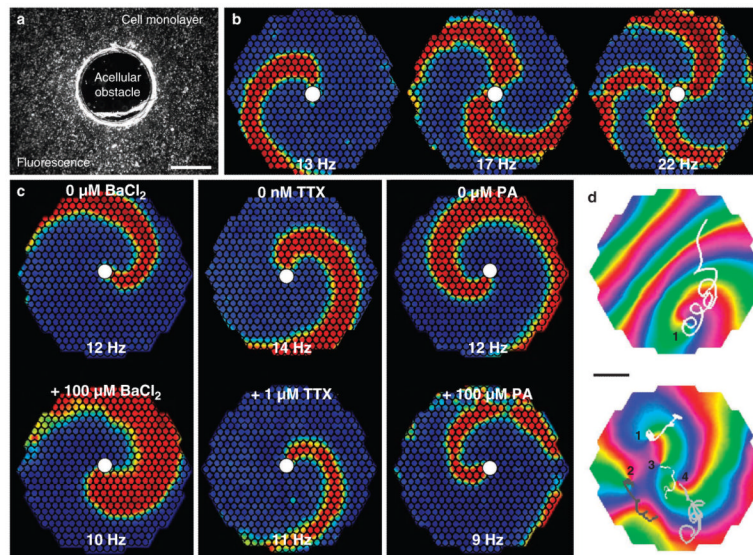 a
Cell monolayer
Acellular
obstacle
Fluorescence
b
13 Hz
17 Hz
22 Hz
c
0 µM BaCl₂
12 Hz
+ 100 µM BaCl₂
10 Hz
0 nM TTX
14 Hz
+ 1 µM TTX
11 Hz
0 µM PA
12 Hz
+ 100 µM PA
9 Hz
d
1
1
2
3
4